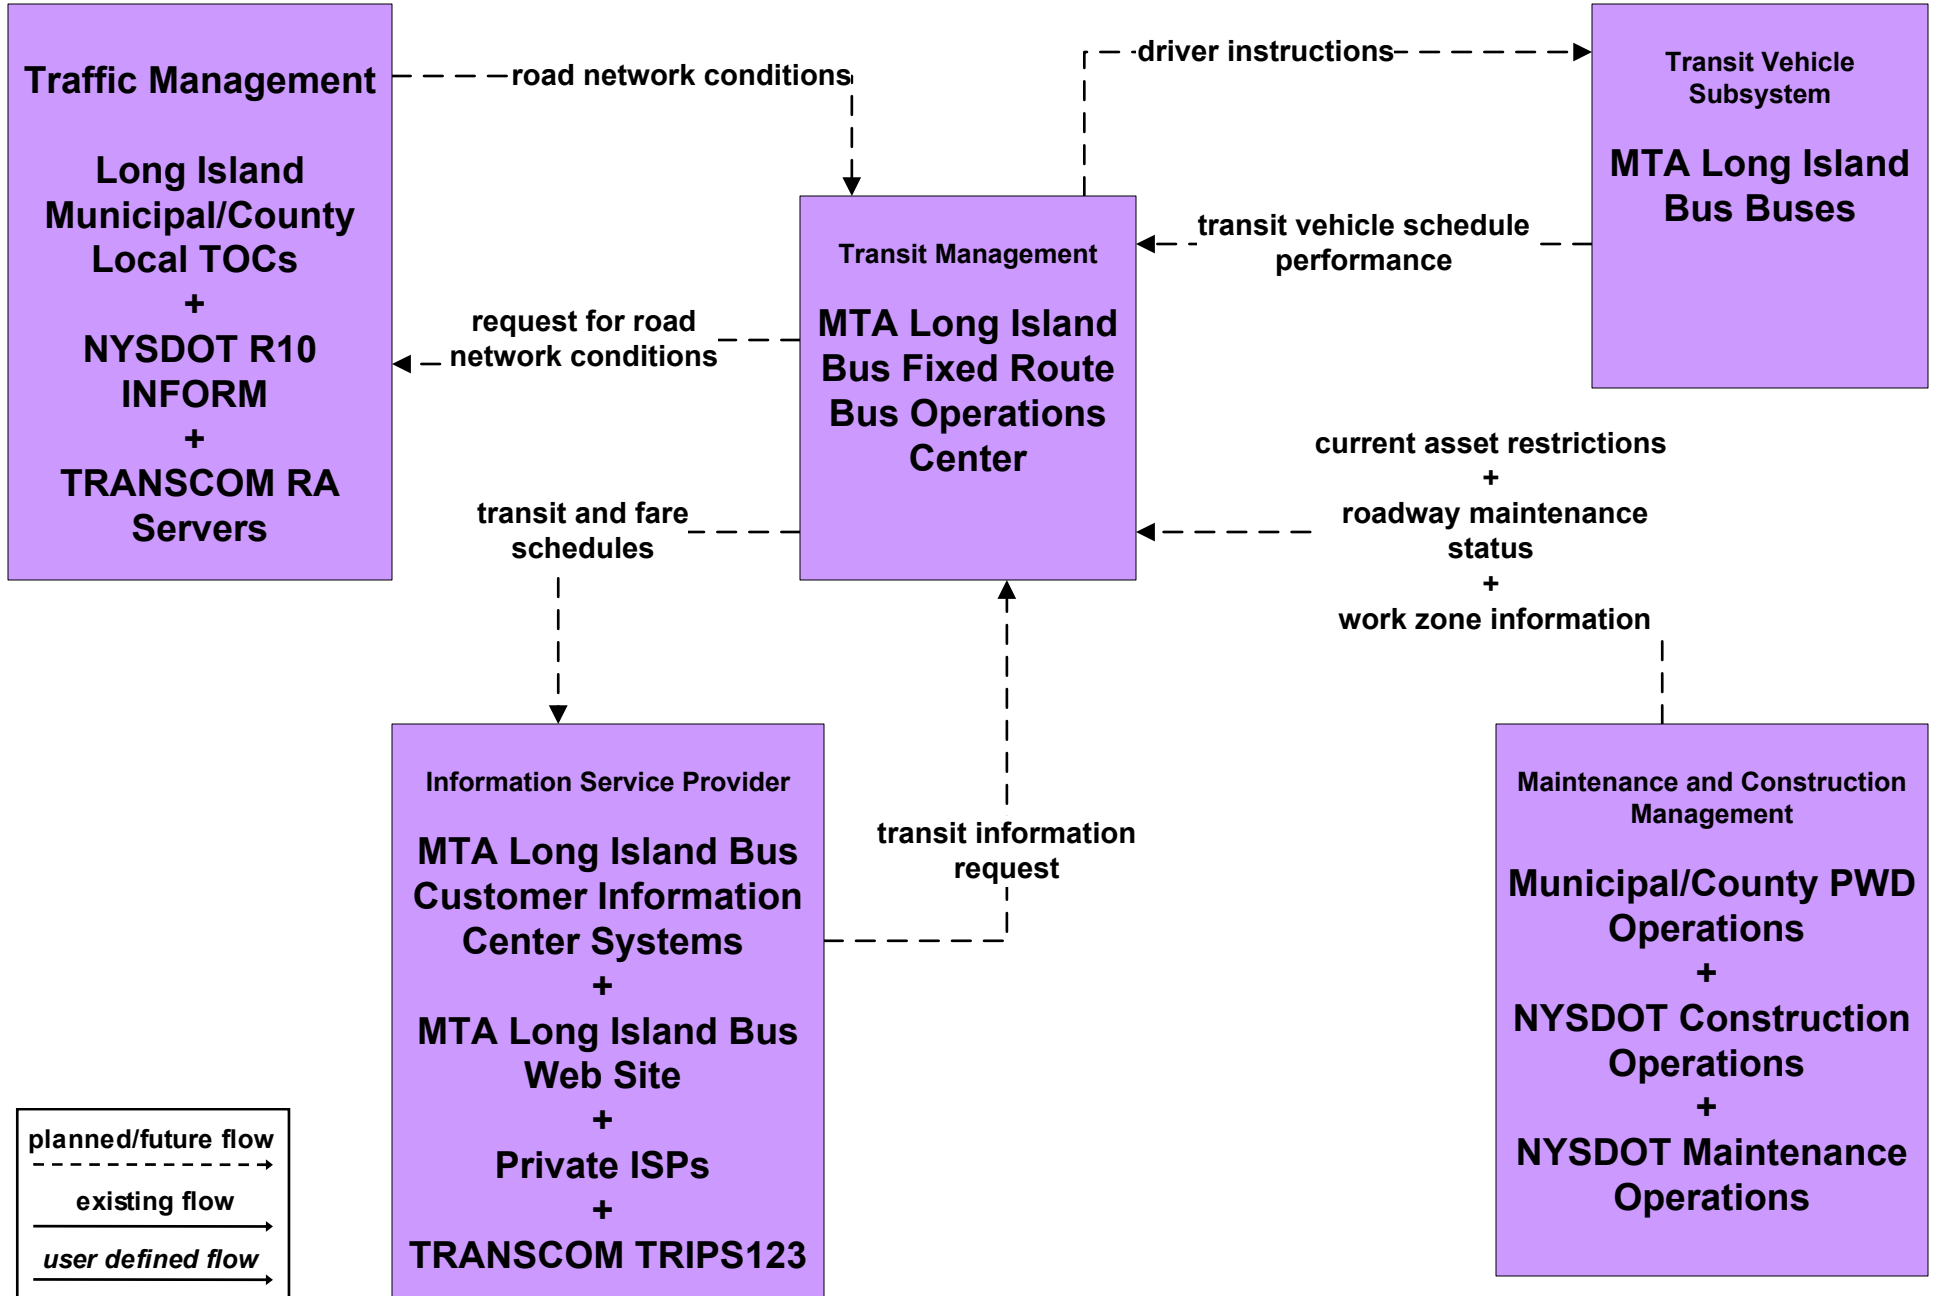 Traffic Management
Long Island
Municipal/County
Local TOCs
+
NYSDOT R10
INFORM
+
TRANSCOM RA
Servers
road network conditions
driver instructions
Transit Vehicle
Subsystem
MTA Long Island
Bus Buses
transit vehicle schedule
performance
Transit Management
MTA Long Island
Bus Fixed Route
Bus Operations
Center
request for road
network conditions
transit and fare
schedules
current asset restrictions
+
roadway maintenance
status
+
work zone information
Information Service Provider
MTA Long Island Bus
Customer Information
Center Systems
+
MTA Long Island Bus
Web Site
+
Private ISPs
+
TRANSCOM TRIPS123
transit information
request
Maintenance and Construction
Management
Municipal/County PWD
Operations
+
NYSDOT Construction
Operations
+
NYSDOT Maintenance
Operations
planned/future flow
existing flow
user defined flow